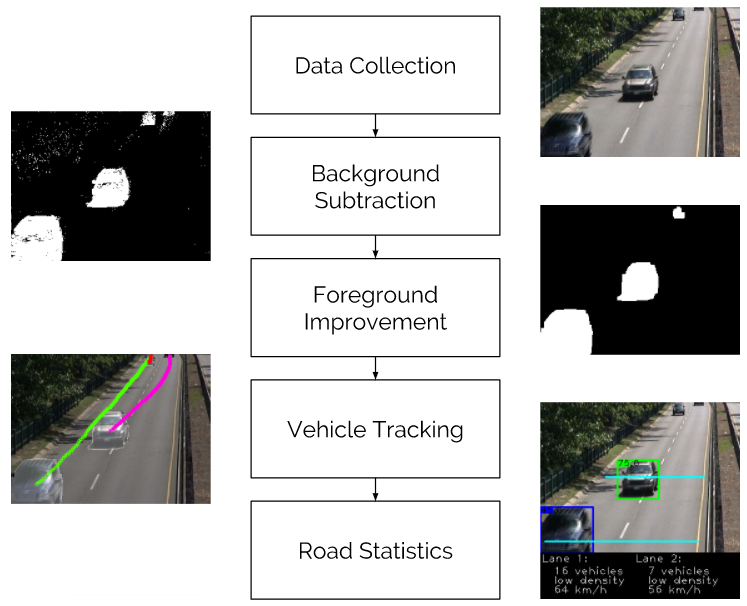 Data Collection
Background
Subtraction
Foreground
Improvement
Vehicle Tracking
Road Statistics
Lane 1:
16 vehicles
low density
64 km/h
Lane 2:
7 vehicles
low density
56 km/h